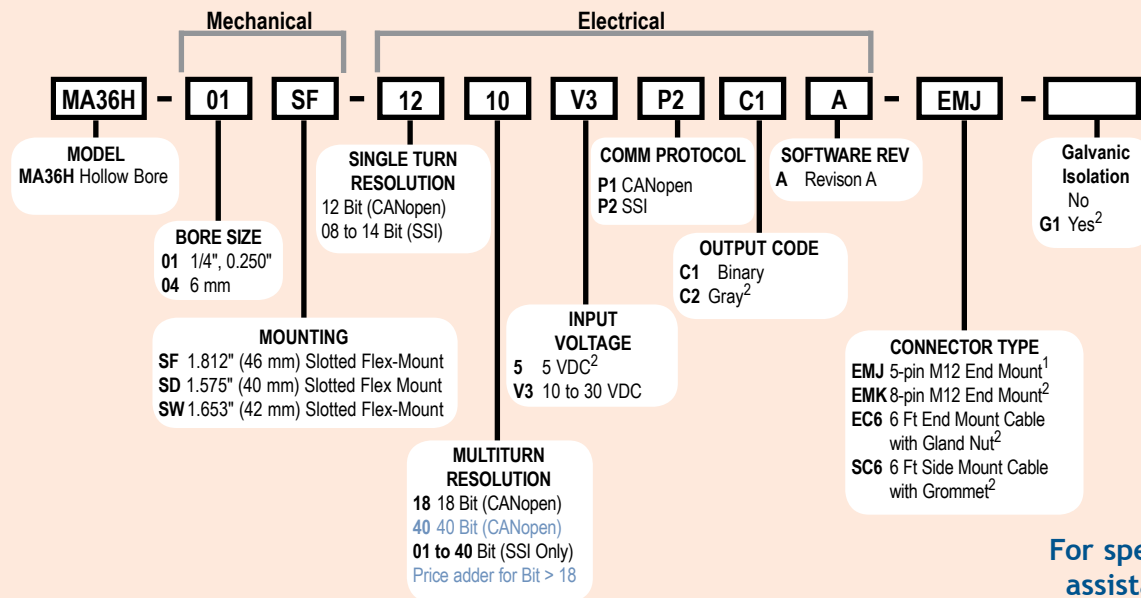 Mechanical
Electrical
MA36H - 01 SF - 12 10 V3 P2 C1 A - EMJ -
MODEL
MA36H Hollow Bore
BORE SIZE
01 1/4", 0.250"
04 6 mm
MOUNTING
SF 1.812" (46 mm) Slotted Flex-Mount
SD 1.575" (40 mm) Slotted Flex Mount
SW 1.653" (42 mm) Slotted Flex-Mount
SINGLE TURN
RESOLUTION
12 Bit (CANopen)
08 to 14 Bit (SSI)
MULTITURN
RESOLUTION
18 18 Bit (CANopen)
40 40 Bit (CANopen)
01 to 40 Bit (SSI Only)
Price adder for Bit > 18
INPUT
VOLTAGE
5 5 VDC2
V3 10 to 30 VDC
COMM PROTOCOL
P1 CANopen
P2 SSI
OUTPUT CODE
C1 Binary
C2 Gray2
SOFTWARE REV
A Revison A
CONNECTOR TYPE
EMJ 5-pin M12 End Mount1
EMK 8-pin M12 End Mount2
EC6 6 Ft End Mount Cable
with Gland Nut2
SC6 6 Ft Side Mount Cable
with Grommet2
Galvanic
Isolation
No
G1 Yes2
For spe
assist